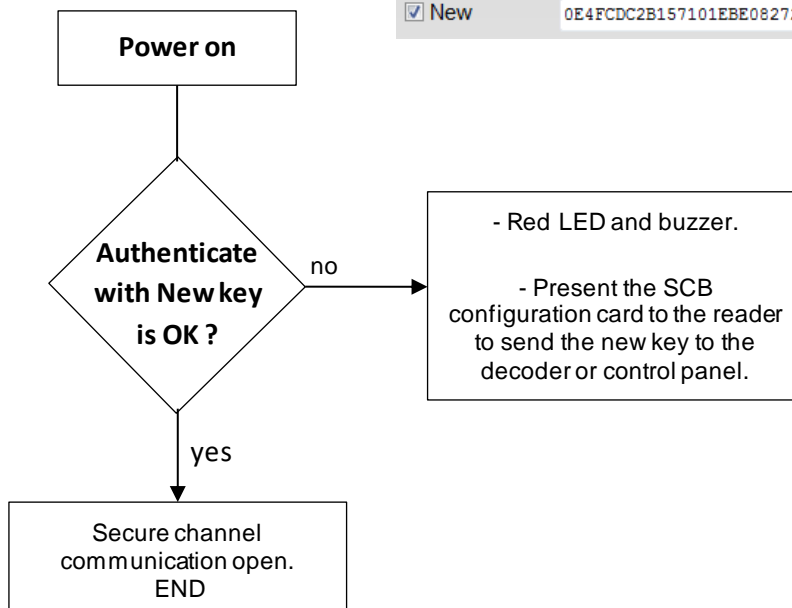 New 0E4FCDC2B157101EBE0827
Power on
Authenticate
with New key
is OK ?
no
- Red LED and buzzer.
- Present the SCB
configuration card to the reader
to send the new key to the
decoder or control panel.
yes
Secure channel
communication open.
END